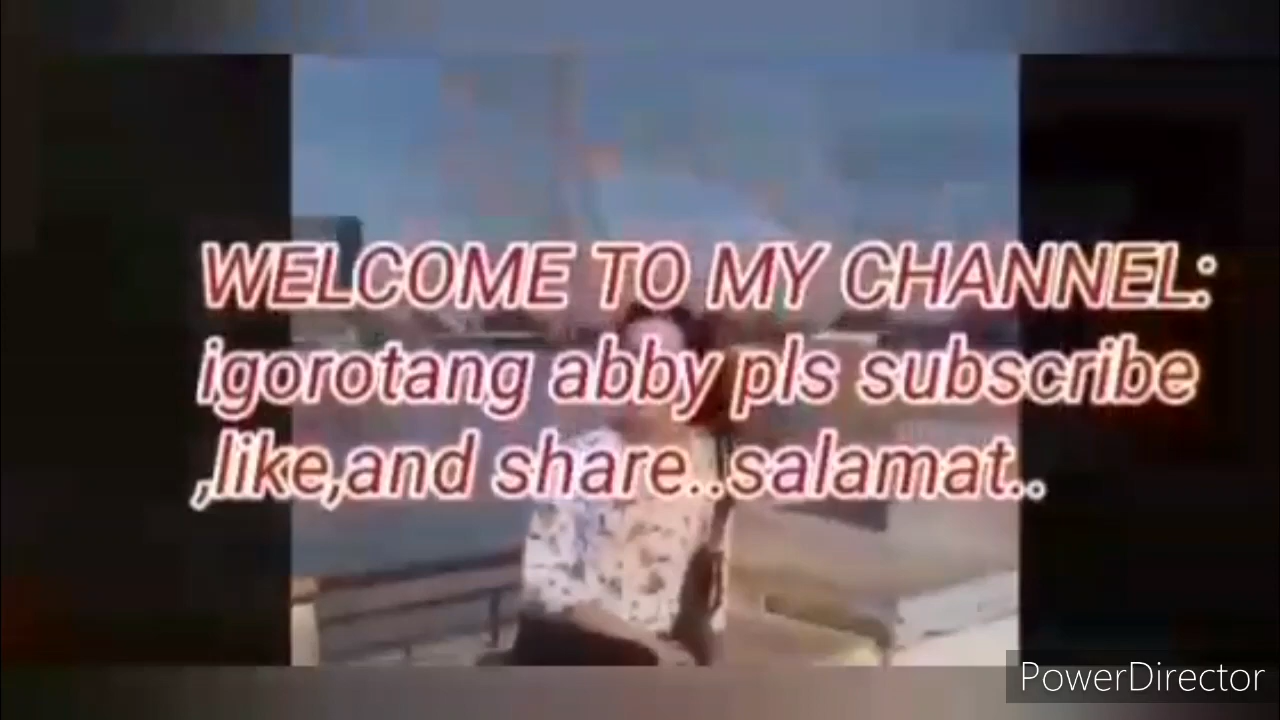 WELCOME TO MY CHANNEL:
igorotang abby pls subscribe
,like,and share..salamat..
PowerDirector